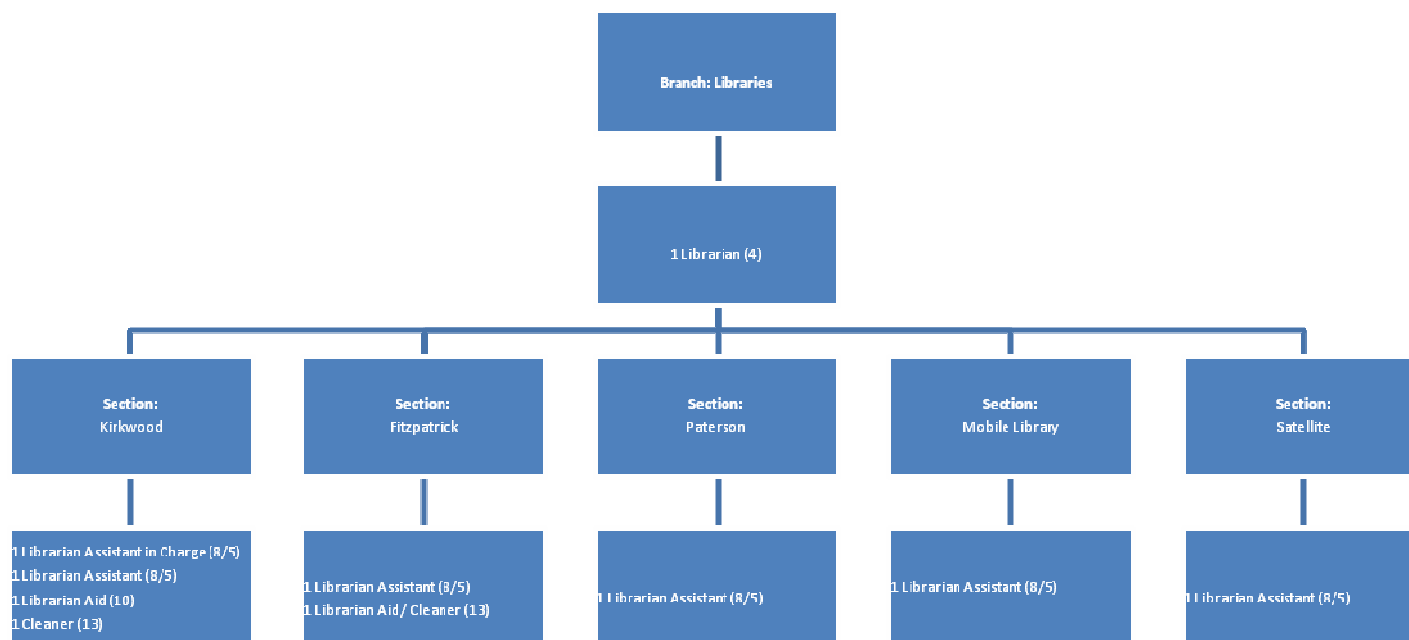 Branch: Libraries
1 Librarian (4)
Section:
Kirkwood
Section:
Fitzpatrick
Section:
Paterson
Section:
Mobile Library
Section:
Satellite
1 Librarian Assistant in Charge (8/5)
1 Librarian Assistant (8/5)
1 Librarian Aid (10)
1 Cleaner (13)
1 Librarian Assistant (8/5)
1 Librarian Aid/ Cleaner (13)
1 Librarian Assistant (8/5)
1 Librarian Assistant (8/5)
1 Librarian Assistant (8/5)